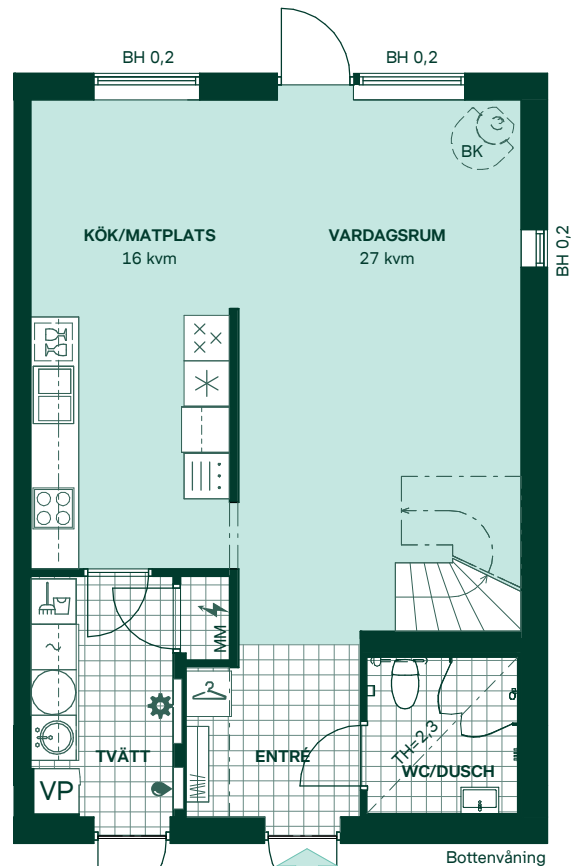 BH 0,2
BH 0,2
BK
KÖK/MATPLATS
16 kvm
VARDAGSRUM
27 kvm
BH 0,2
MM
TH=2,3
TVÄTT
ENTRÉ
WC/DUSCH
VP
Bottenvåning